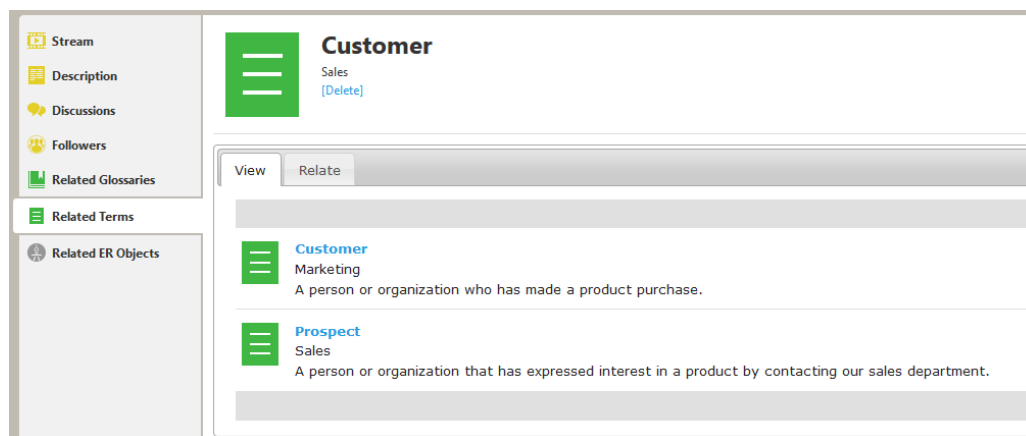 Stream
Description
Discussions
Followers
Related Glossaries
Related Terms
Related ER Objects
Customer
Sales
[Delete]
View
Relate
Customer
Marketing
A person or organization who has made a product purchase.
Prospect
Sales
A person or organization that has expressed interest in a product by contacting our sales department.